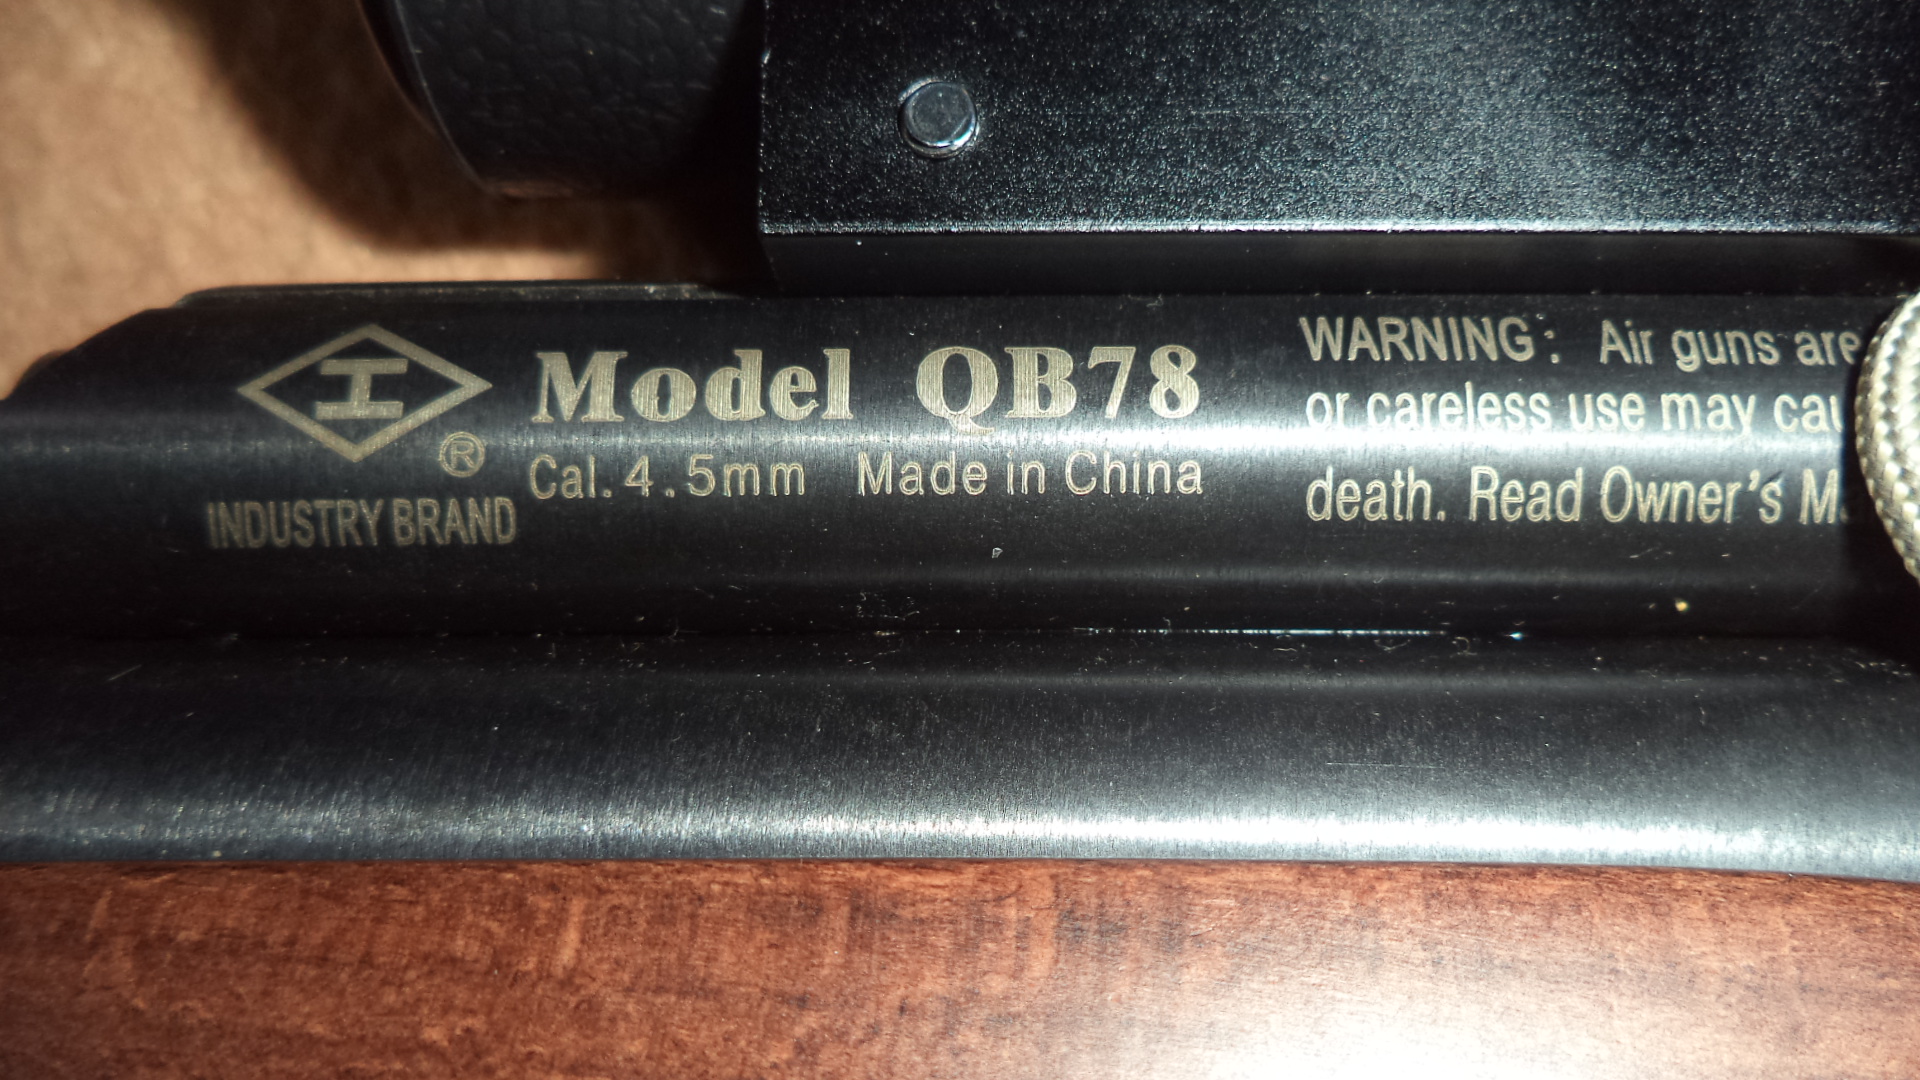 Model QB78
® Cal.4.5mm Made in China
INDUSTRY BRAND
WARNING: Air guns are
or careless use may
death. Read Owner's